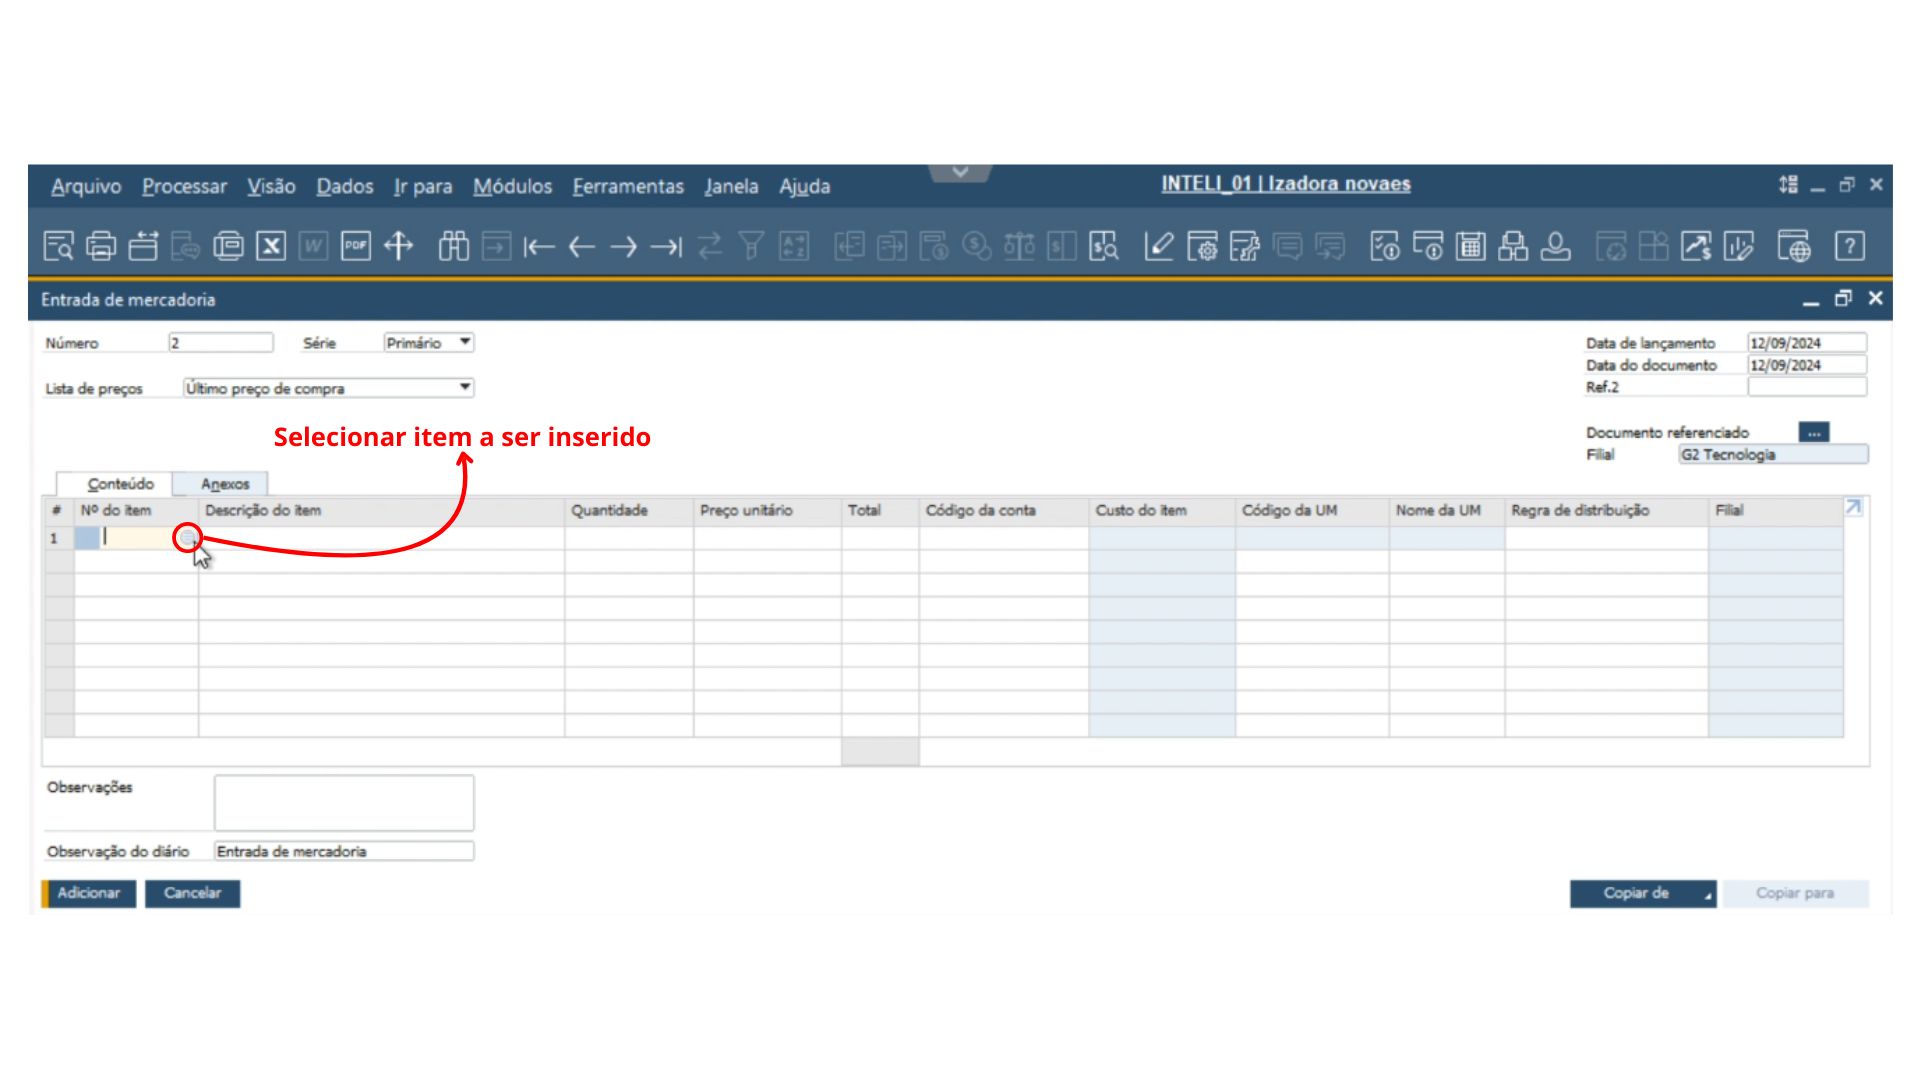 Arquivo Processar Visão Dados Ir para Módulos Ferramentas Janela Ajuda INTELI_01 | Izadora novaes
X W PDF A Z $ $ $ $ ?
Entrada de mercadoria
Número 2 Série Primário Data de lançamento 12/09/2024
Data do documento 12/09/2024
Lista de preços Último preço de compra Ref.2
Selecionar item a ser inserido
Documento referenciado ...
Filial G2 Tecnologia
Conteúdo Anexos
# Nº do item Descrição do item Quantidade Preço unitário Total Código da conta Custo do item Código da UM Nome da UM Regra de distribuição Filial
1
Observações
Observação do diário Entrada de mercadoria
Adicionar Cancelar Copiar de Copiar para